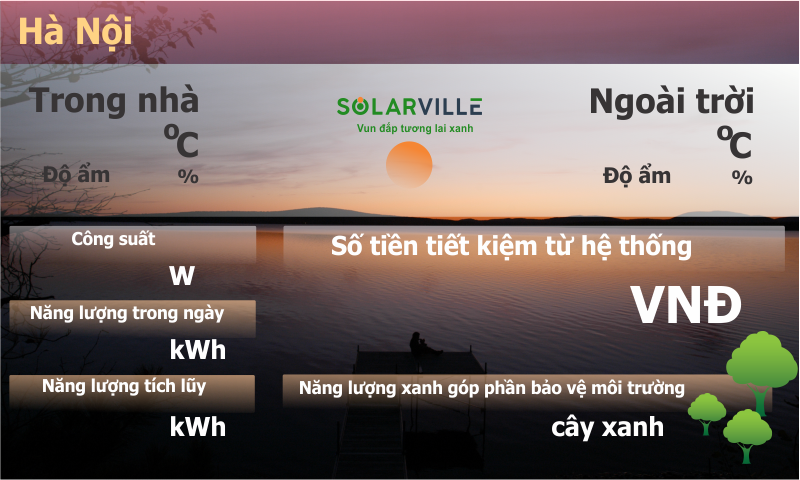 Hà Nội
Trong nhà
ºC
Độ ẩm %
SOLARVILLE
Vun đắp tương lai xanh
Ngoài trời
ºC
Độ ẩm %
Công suất
W
Năng lượng trong ngày
kWh
Năng lượng tích lũy
kWh
Số tiền tiết kiệm từ hệ thống
VNĐ
Năng lượng xanh góp phần bảo vệ môi trường
cây xanh